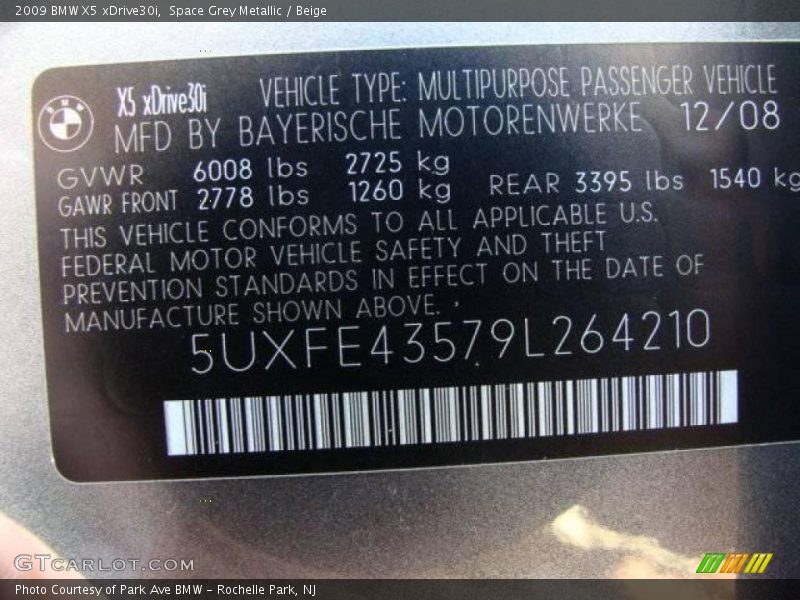 2009 BMW X5 xDrive30i, Space Grey Metallic / Beige
BMW
X5 xDrive30i VEHICLE TYPE: MULTIPURPOSE PASSENGER VEHICLE
MFD BY BAYERISCHE MOTORENWERKE 12/08
GVWR 6008 lbs 2725 kg
GAWR FRONT 2778 lbs 1260 kg REAR 3395 lbs 1540 kg
THIS VEHICLE CONFORMS TO ALL APPLICABLE U.S.
FEDERAL MOTOR VEHICLE SAFETY AND THEFT
PREVENTION STANDARDS IN EFFECT ON THE DATE OF
MANUFACTURE SHOWN ABOVE.
5UXFE43579L264210
GTCARLOT.COM
Photo Courtesy of Park Ave BMW - Rochelle Park, NJ